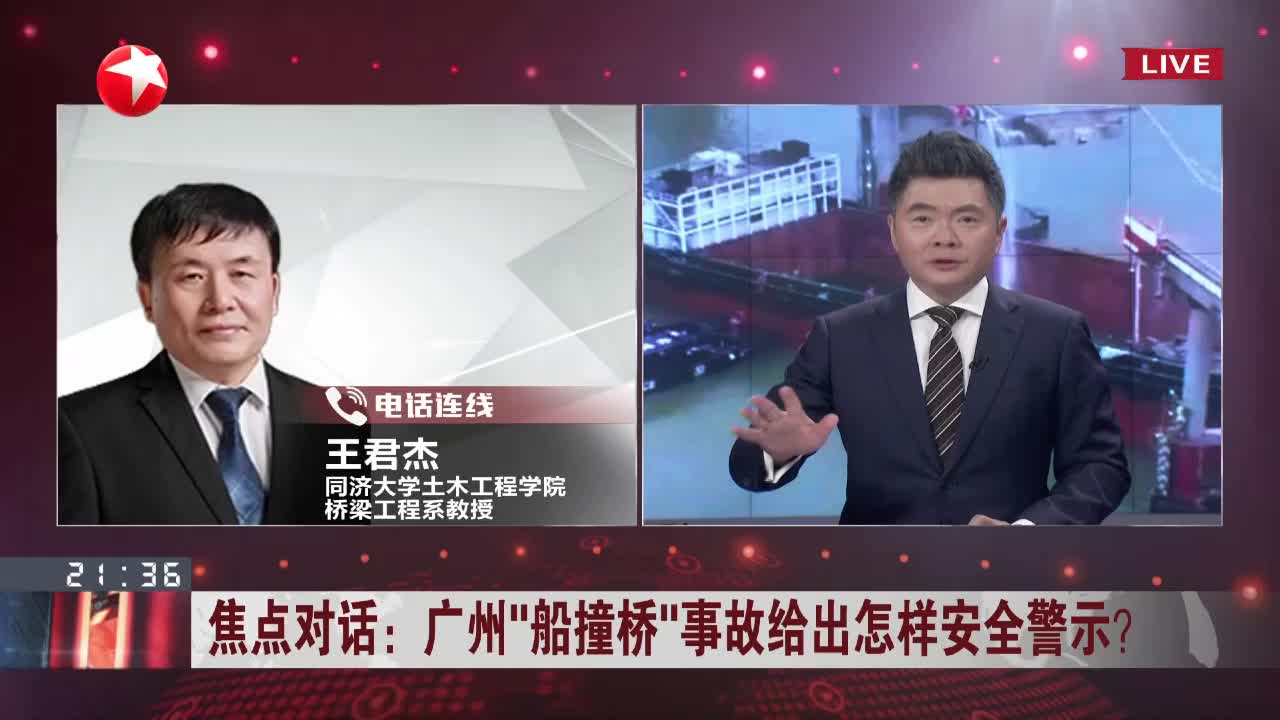 LIVE
电话连线
王君杰
同济大学土木工程学院
桥梁工程系教授
21:36
焦点对话：广州"船撞桥"事故给出怎样安全警示?